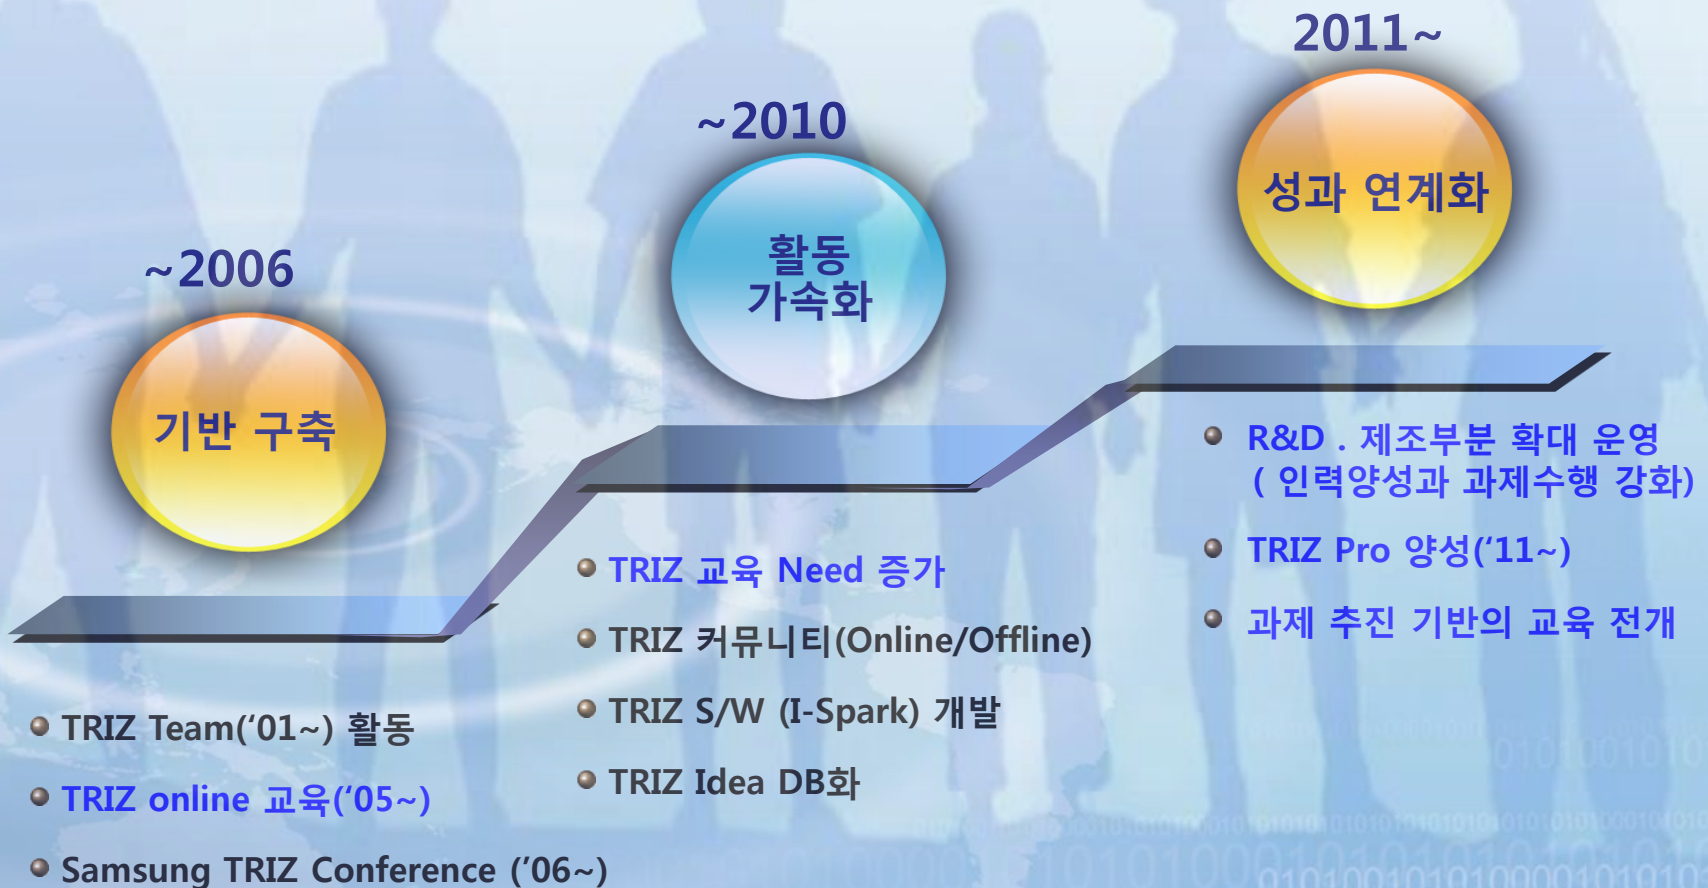 ~2006
기반 구축
TRIZ Team(‘01~) 활동
TRIZ online 교육(‘05~)
Samsung TRIZ Conference (’06~)
~2010
활동
가속화
TRIZ 교육 Need 증가
TRIZ 커뮤니티(Online/Offline)
TRIZ S/W (I-Spark) 개발
TRIZ Idea DB화
2011~
성과 연계화
R&D . 제조부분 확대 운영
( 인력양성과 과제수행 강화)
TRIZ Pro 양성(‘11~)
과제 추진 기반의 교육 전개